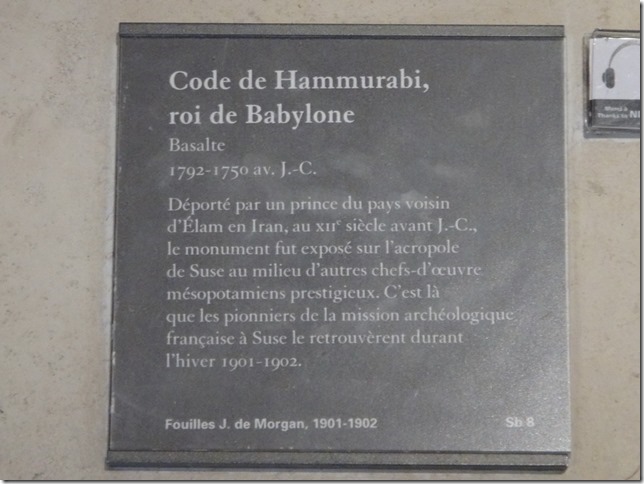 Code de Hammurabi,
roi de Babylone
Basalte
1792-1750 av. J.-C.
Déporté par un prince du pays voisin
d'Élam en Iran, au XIIe siècle avant J.-C.,
le monument fut exposé sur l'acropole
de Suse au milieu d'autres chefs-d'œuvre
mésopotamiens prestigieux. C'est là
que les pionniers de la mission archéologique
française à Suse le retrouvèrent durant
l'hiver 1901-1902.
Fouilles J. de Morgan, 1901-1902
Sb 8
Merci à
Thanks to